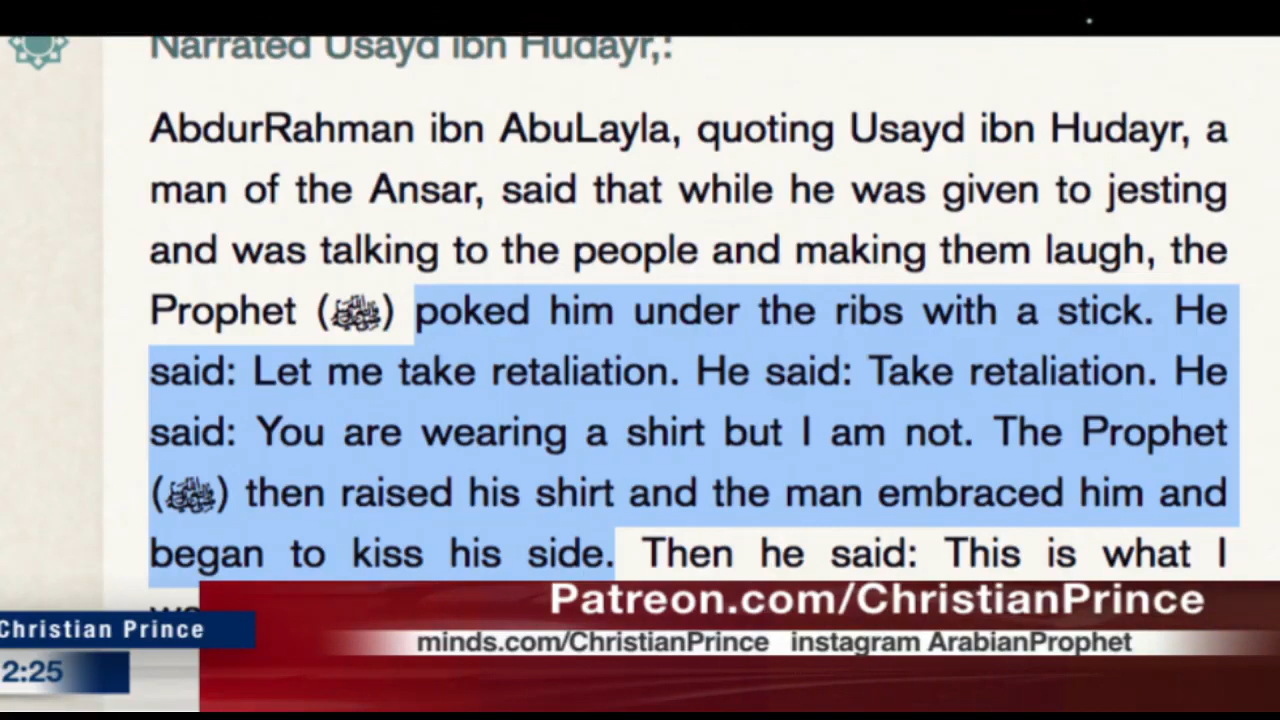 Narrated Usayd ibn Hudayr,:
AbdurRahman ibn AbuLayla, quoting Usayd ibn Hudayr, a
man of the Ansar, said that while he was given to jesting
and was talking to the people and making them laugh, the
Prophet (ﷺ) poked him under the ribs with a stick. He
said: Let me take retaliation. He said: Take retaliation. He
said: You are wearing a shirt but I am not. The Prophet
(ﷺ) then raised his shirt and the man embraced him and
began to kiss his side. Then he said: This is what I
Patreon.com/ChristianPrince
Christian Prince
minds.com/ChristianPrince instagram ArabianProphet
2:25